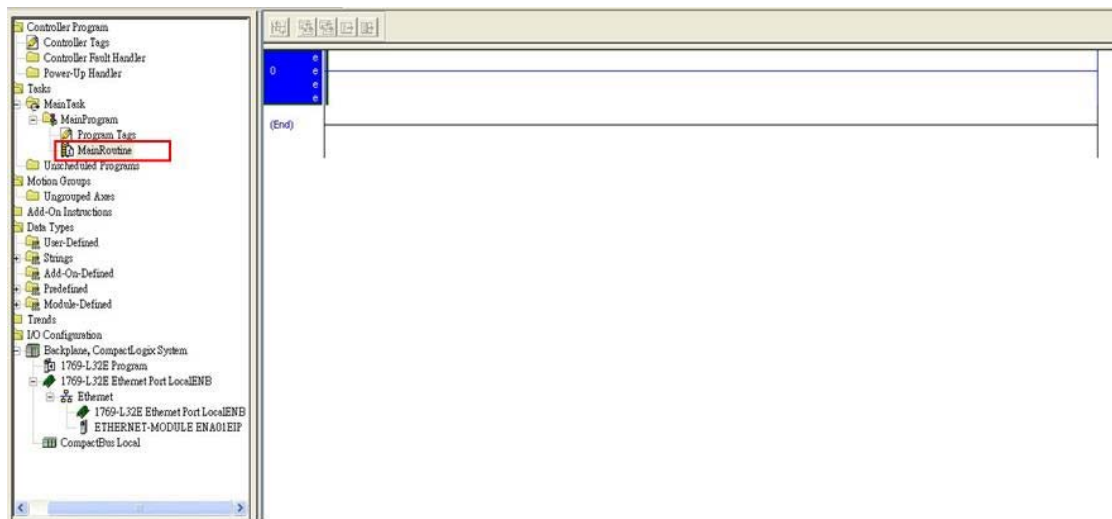 Controller Program
Controller Tags
Controller Fault Handler
Power-Up Handler
Tasks
MainTask
MainProgram
Program Tags
MainRoutine
Unscheduled Programs
Motion Groups
Ungrouped Axes
Add-On Instructions
Data Types
User-Defined
Strings
Add-On-Defined
Predefined
Module-Defined
Trends
I/O Configuration
Backplane, CompactLogix System
1769-L32E Program
1769-L32E Ethernet Port LocalENB
Ethernet
1769-L32E Ethernet Port LocalENB
ETHERNET-MODULE ENA01EIP
CompactBus Local
e
0 e
e
e
(End)